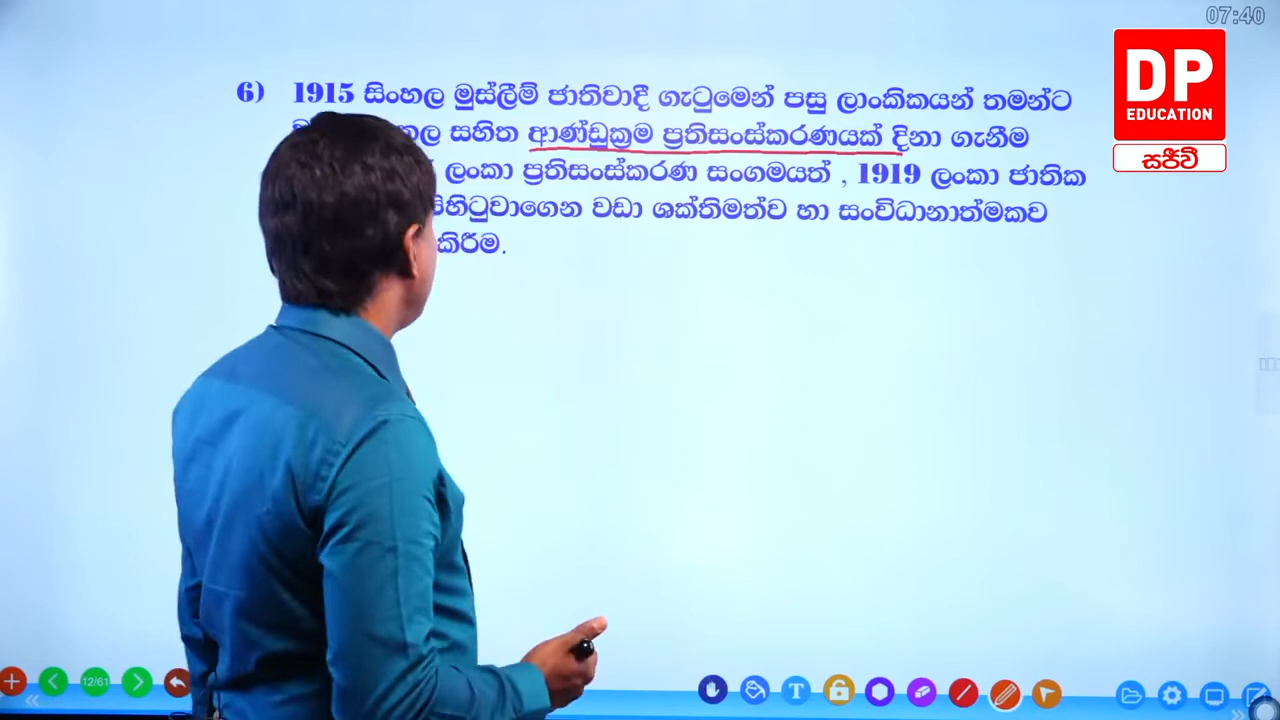 07:40
DP
EDUCATION
සජීවී
6) 1915 සිංහල මුස්ලීම් ජාතිවාදී ගැටුමෙන් පසු ලාංකිකයන් තමන්ට
සහිත ආණ්ඩුක්‍රම ප්‍රතිසංස්කරණයක් දිනා ගැනීම
ලංකා ප්‍රතිසංස්කරණ සංගමයත් , 1919 ලංකා ජාතික
වඩා ශක්තිමත්ව හා සංවිධානාත්මකව
කිරීම.
12/61
T